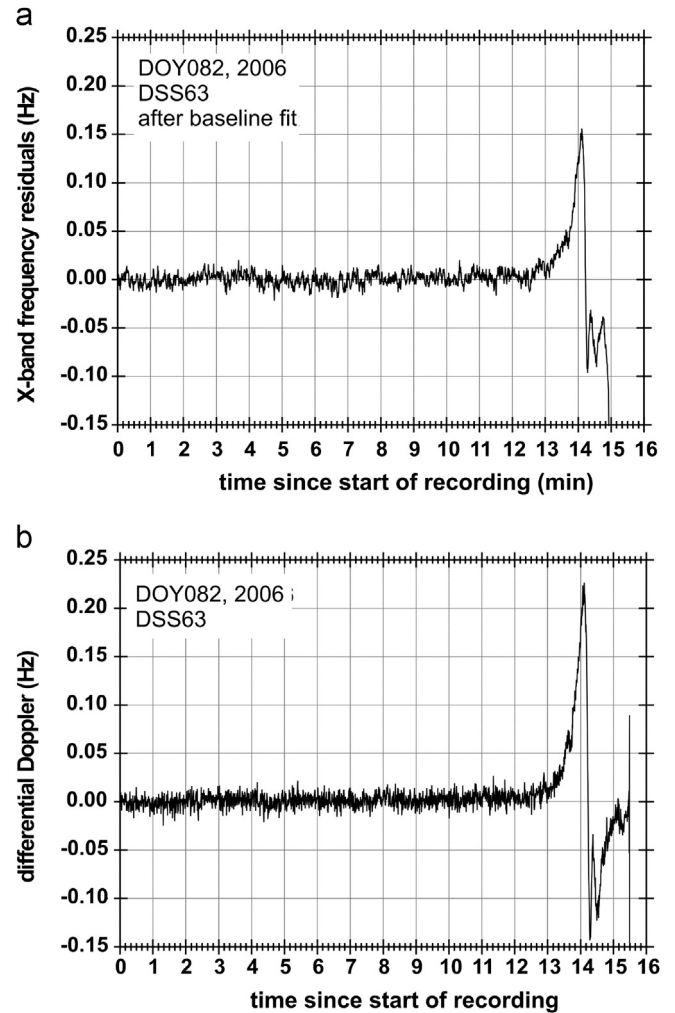 a
0.25
0.20
0.15
0.10
0.05
0.00
-0.05
-0.10
-0.15
X-band frequency residuals (Hz)
DOY082, 2006
DSS63
after baseline fit
0 1 2 3 4 5 6 7 8 9 10 11 12 13 14 15 16
time since start of recording (min)
b
0.25
0.20
0.15
0.10
0.05
0.00
-0.05
-0.10
-0.15
differential Doppler (Hz)
DOY082, 2006
DSS63
0 1 2 3 4 5 6 7 8 9 10 11 12 13 14 15 16
time since start of recording